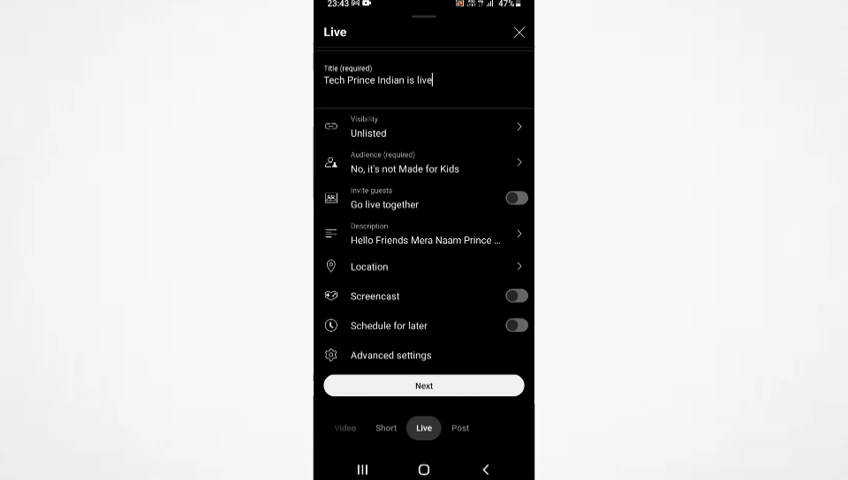 23:43
47%
Live
Title (required)
Tech Prince Indian is live
Visibility
Unlisted
Audience (required)
No, it's not Made for Kids
Invite guests
Go live together
Description
Hello Friends Mera Naam Prince ...
Location
Screencast
Schedule for later
Advanced settings
Next
Video Short Live Post